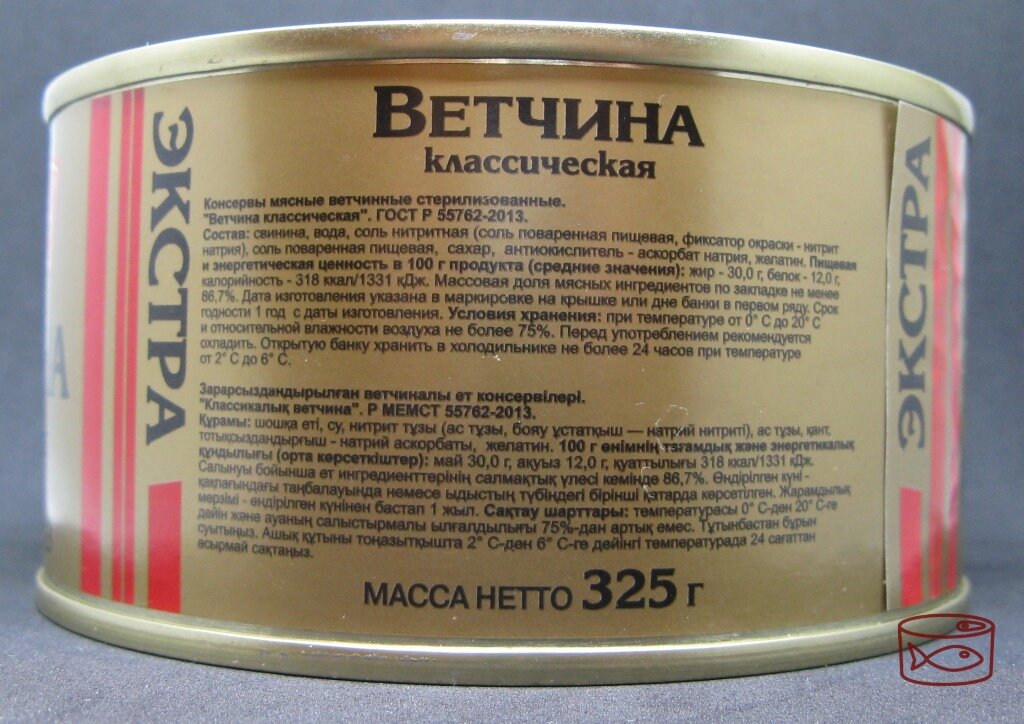 ВЕТЧИНА
классическая
ЭКСТРА
Консервы мясные ветчинные стерилизованные.
"Ветчина классическая". ГОСТ Р 55762-2013.
Состав: свинина, вода, соль нитритная (соль поваренная пищевая, фиксатор окраски - нитрит
натрия), соль поваренная пищевая, сахар, антиокислитель - аскорбат натрия, желатин. Пищевая
и энергетическая ценность в 100 г продукта (средние значения): жир - 30,0 г, белок - 12,0 г,
калорийность - 318 ккал/1331 кДж. Массовая доля мясных ингредиентов по закладке не менее
86,7%. Дата изготовления указана в маркировке на крышке или дне банки в первом ряду. Срок
годности 1 год с даты изготовления. Условия хранения: при температуре от 0° С до 20° С
и относительной влажности воздуха не более 75%. Перед употреблением рекомендуется
охладить. Открытую банку хранить в холодильнике не более 24 часов при температуре
от 2° С до 6° С.
Зарарсыздандырылған ветчиналы ет консервілері.
"Классикалық ветчина". Р МЕМСТ 55762-2013.
Құрамы: шошқа еті, су, нитрит тұзы (ас тұзы, бояу ұстатқыш — натрий нитриті), ас тұзы, қант,
тотықсыздандырғыш - натрий аскорбаты, желатин. 100 г өнімнің тағамдық және энергетикалық
құндылығы (орта көрсеткіштер): май 30,0 г, ақуыз 12,0 г, қуаттылығы 318 ккал/1331 кДж.
Салынуы бойынша ет ингредиенттерінің салмақтық үлесі кемінде 86,7%. Өндірілген күні -
қақпағындағы таңбалауында немесе ыдыстың түбіндегі бірінші қатарда көрсетілген. Жарамдылық
мерзімі - өндірілген күнінен бастап 1 жыл. Сақтау шарттары: температурасы 0° С-ден 20° С-ге
дейін және ауаның салыстырмалы ылғалдылығы 75%-дан артық емес. Тұтынбастан бұрын
суытыңыз. Ашық құтыны тоңазытқышта 2° С-ден 6° С-ге дейінгі температурада 24 сағаттан
асырмай сақтаңыз.
МАССА НЕТТО 325 г
ЭКСТРА